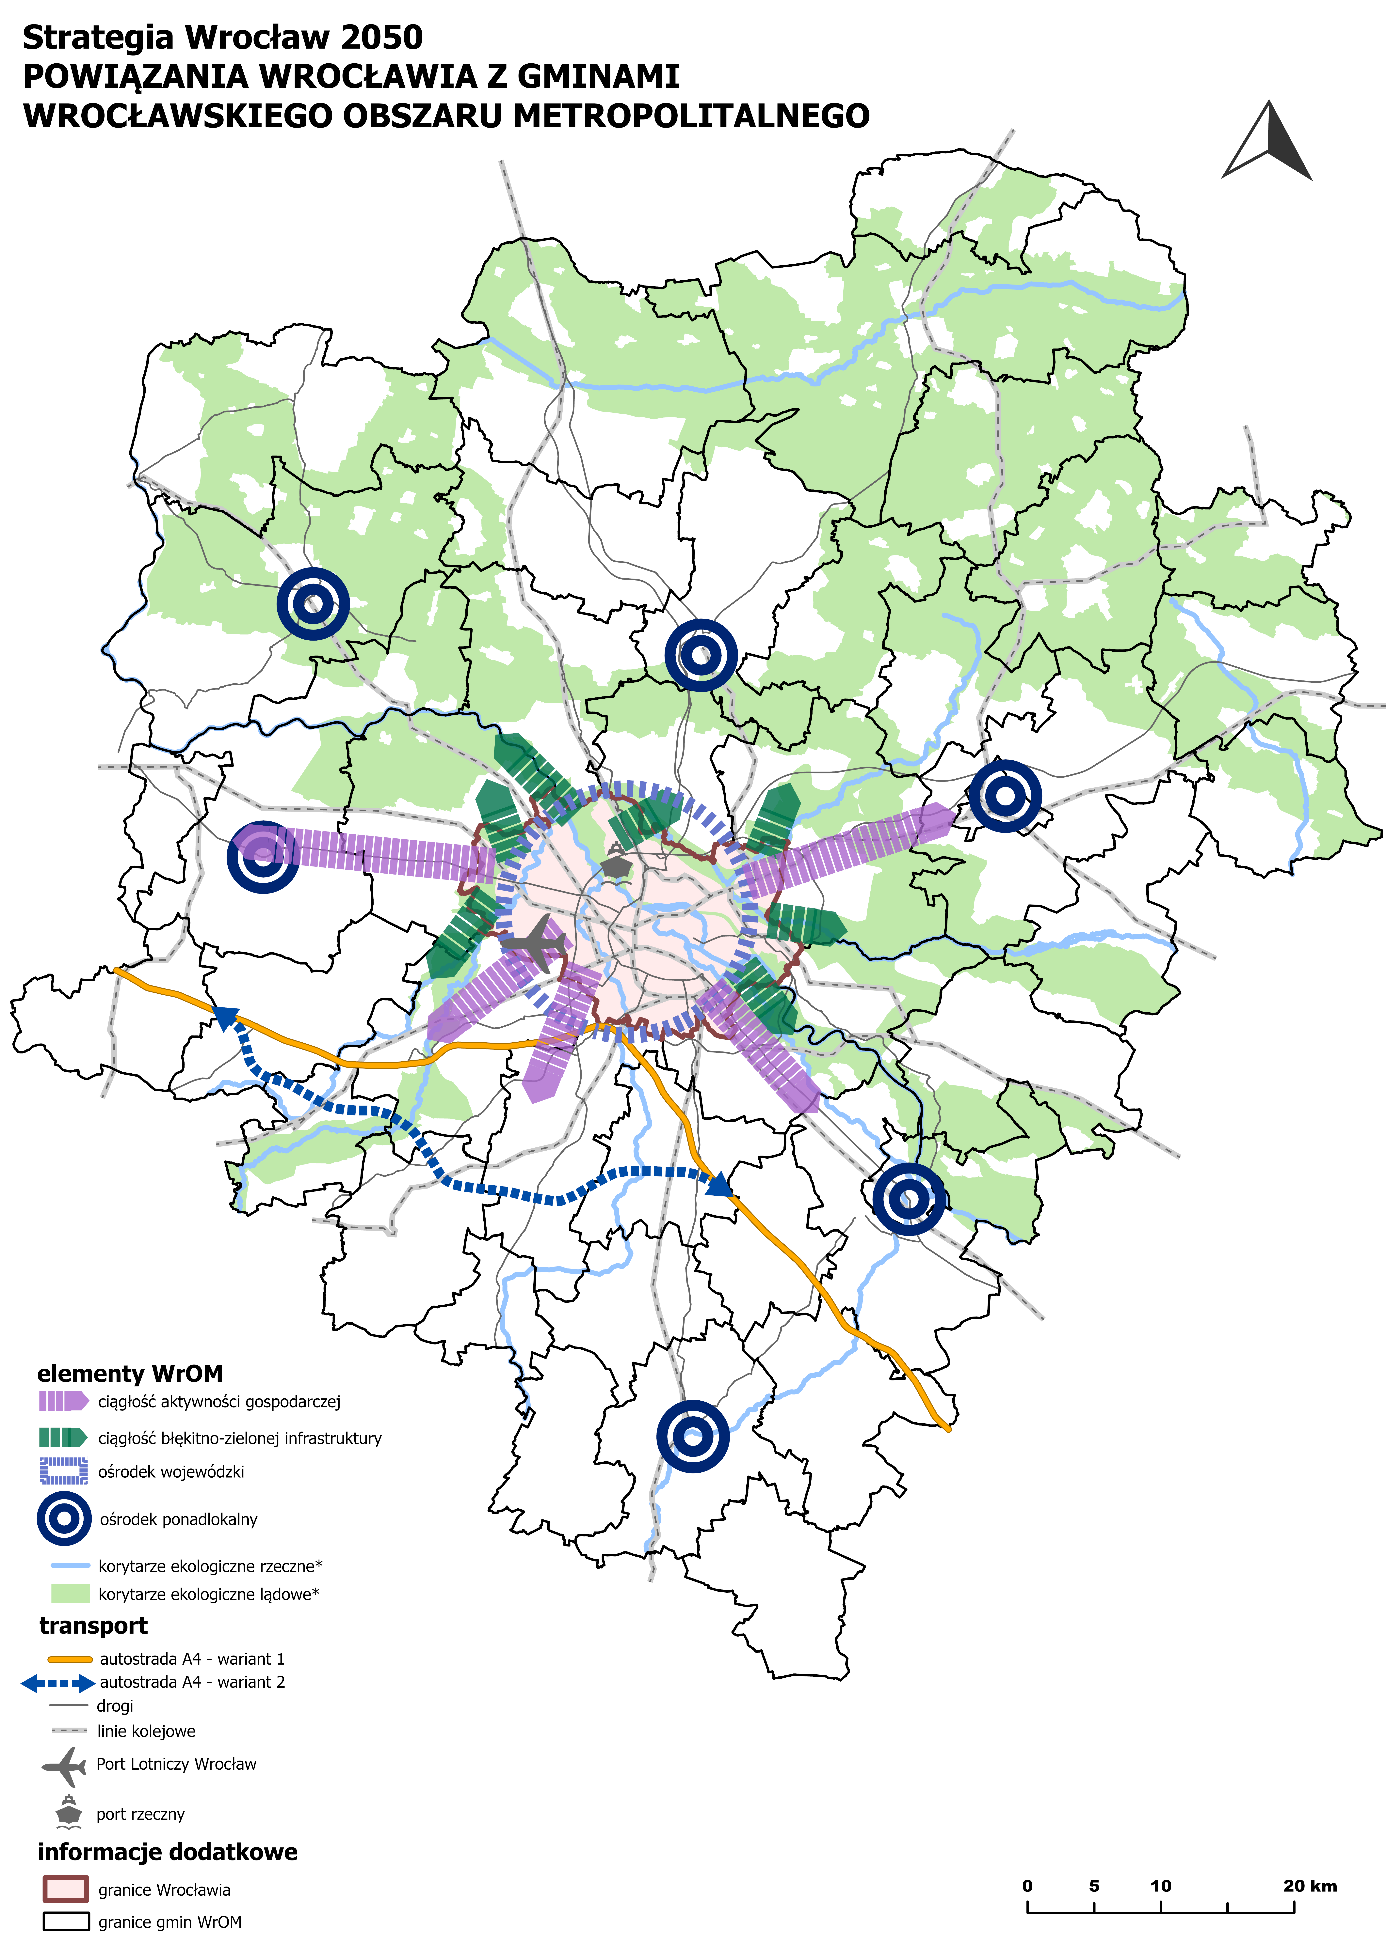 Strategia Wrocław 2050
POWIĄZANIA WROCŁAWIA Z GMINAMI
WROCŁAWSKIEGO OBSZARU METROPOLITALNEGO
elementy WrOM
ciągłość aktywności gospodarczej
ciągłość błękitno-zielonej infrastruktury
ośrodek wojewódzki
ośrodek ponadlokalny
korytarze ekologiczne rzeczne*
korytarze ekologiczne lądowe*
transport
autostrada A4 - wariant 1
autostrada A4 - wariant 2
drogi
linie kolejowe
Port Lotniczy Wrocław
port rzeczny
informacje dodatkowe
granice Wrocławia
granice gmin WrOM
0 5 10 20 km